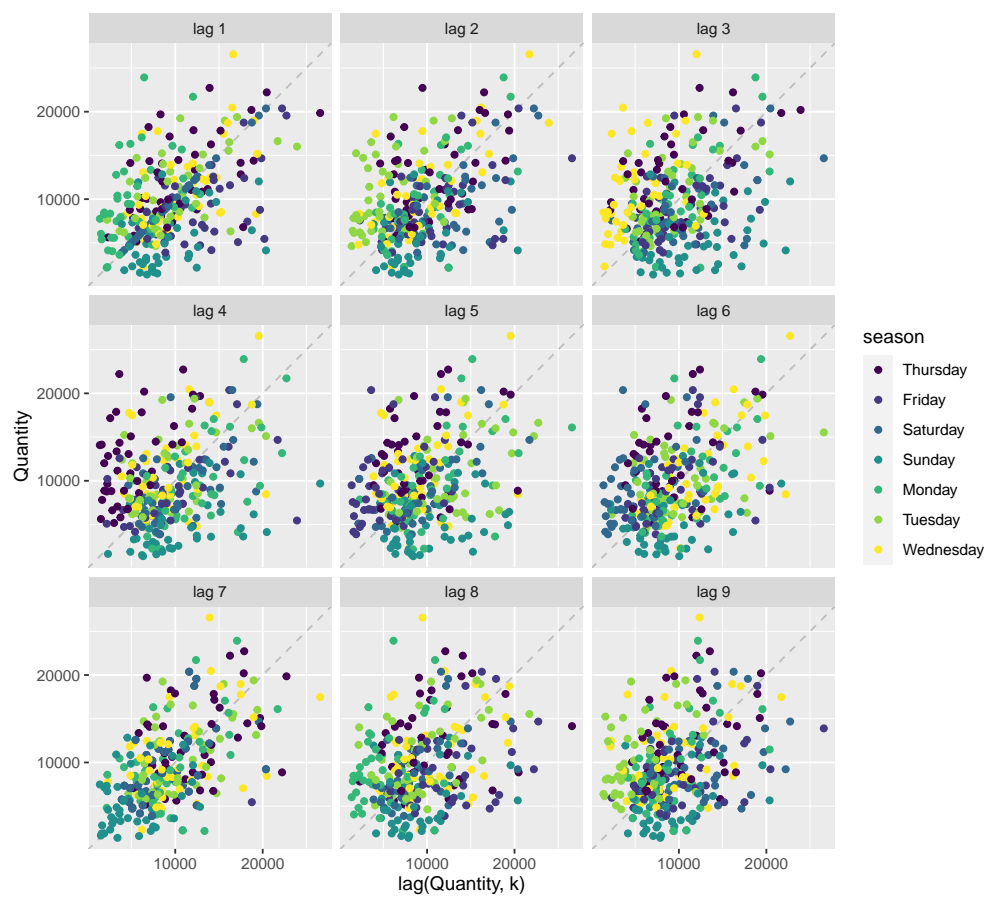 lag 1
lag 2
lag 3
20000
10000
lag 4
lag 5
lag 6
20000
10000
lag 7
lag 8
lag 9
20000
10000
10000
20000
10000
20000
10000
20000
lag(Quantity, k)
Quantity
season
Thursday
Friday
Saturday
Sunday
Monday
Tuesday
Wednesday